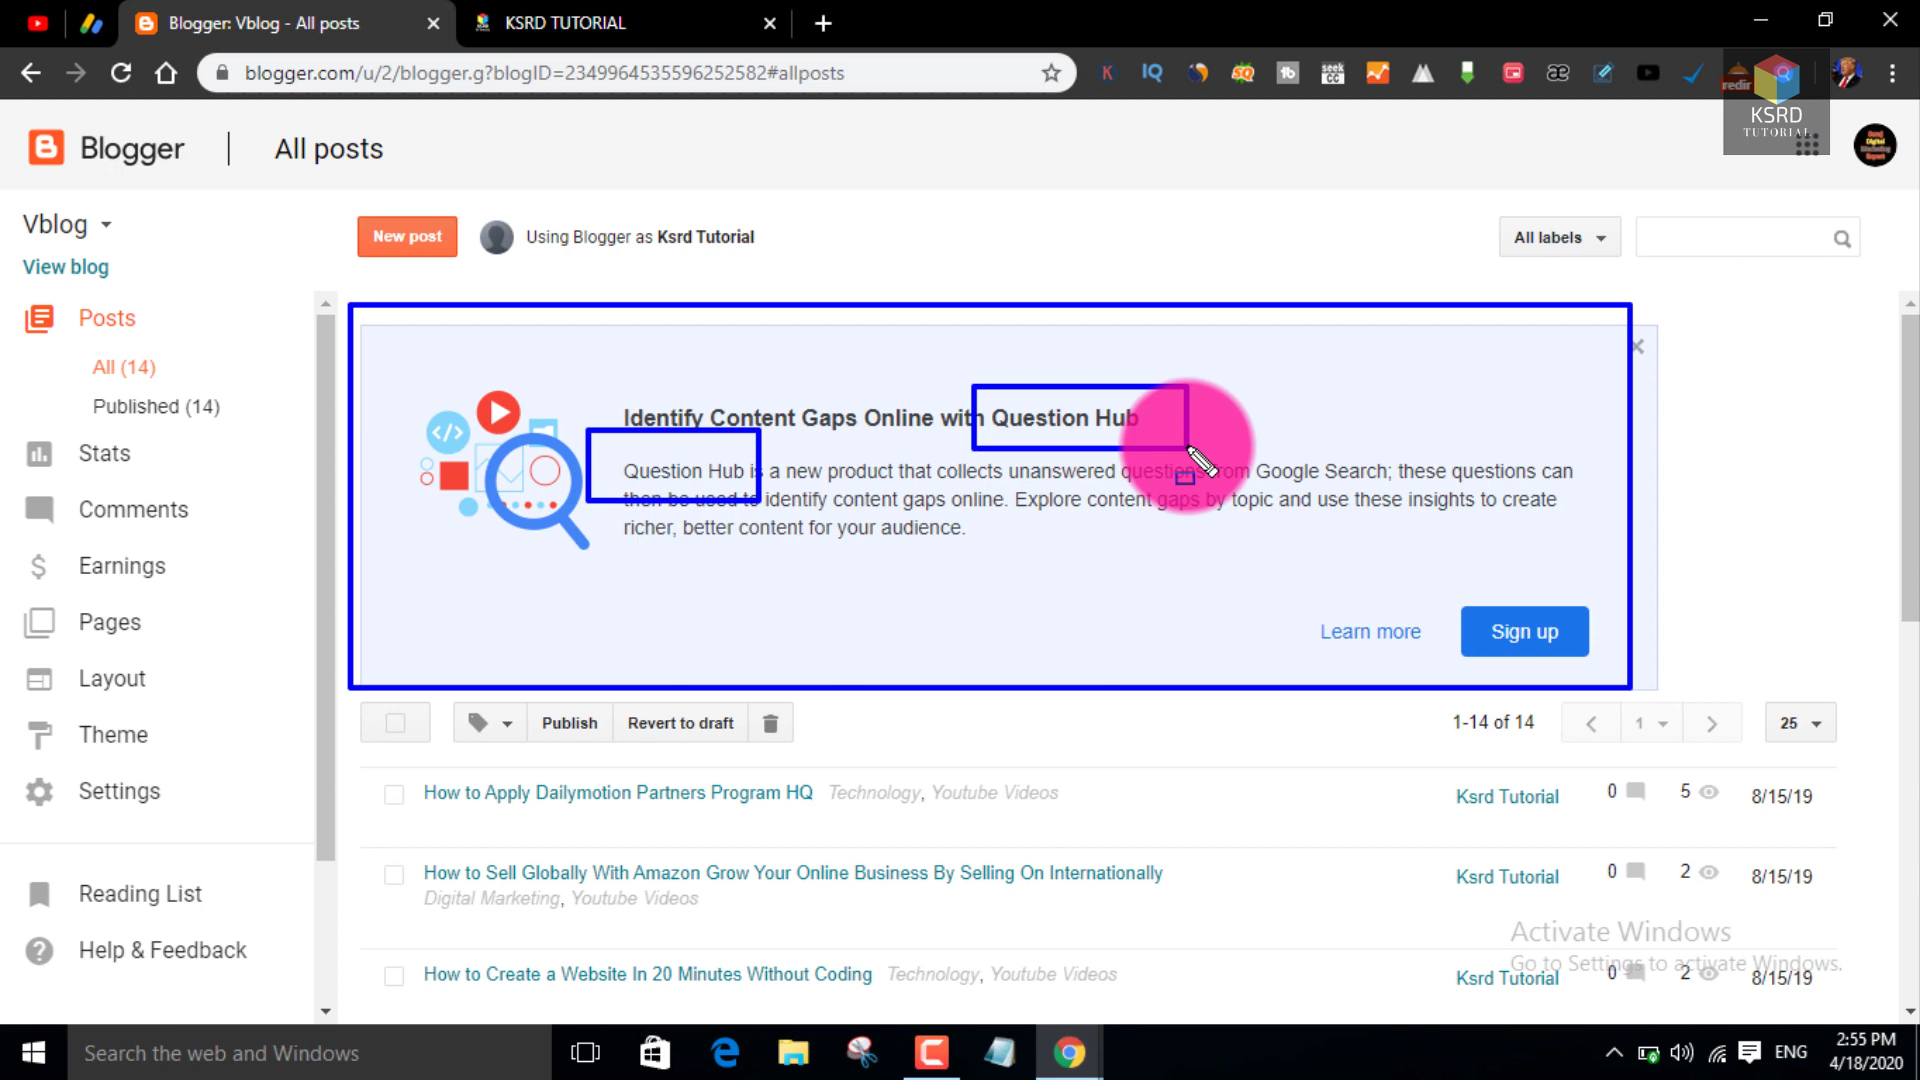 Blogger: Vblog - All posts
KSRD TUTORIAL
blogger.com/u/2/blogger.g?blogID=2349964535596252582#allposts
K
IQ
SQ
tb
seek
CC
æ
redir
KSRD
TUTORIAL
Blogger
All posts
Vblog
New post
Using Blogger as Ksrd Tutorial
All labels
View blog
Posts
All (14)
Published (14)
Stats
Comments
Earnings
Pages
Layout
Theme
Settings
Reading List
Help & Feedback
Identify Content Gaps Online with Question Hub
Question Hub is a new product that collects unanswered questions from Google Search; these questions can
then be used to identify content gaps online. Explore content gaps by topic and use these insights to create
richer, better content for your audience.
Learn more
Sign up
Publish
Revert to draft
1-14 of 14
1
25
How to Apply Dailymotion Partners Program HQ Technology, Youtube Videos
Ksrd Tutorial
0
5
8/15/19
How to Sell Globally With Amazon Grow Your Online Business By Selling On Internationally
Digital Marketing, Youtube Videos
Ksrd Tutorial
0
2
8/15/19
How to Create a Website In 20 Minutes Without Coding Technology, Youtube Videos
Ksrd Tutorial
0
2
8/15/19
Activate Windows
Go to Settings to activate Windows.
Search the web and Windows
ENG
2:55 PM
4/18/2020